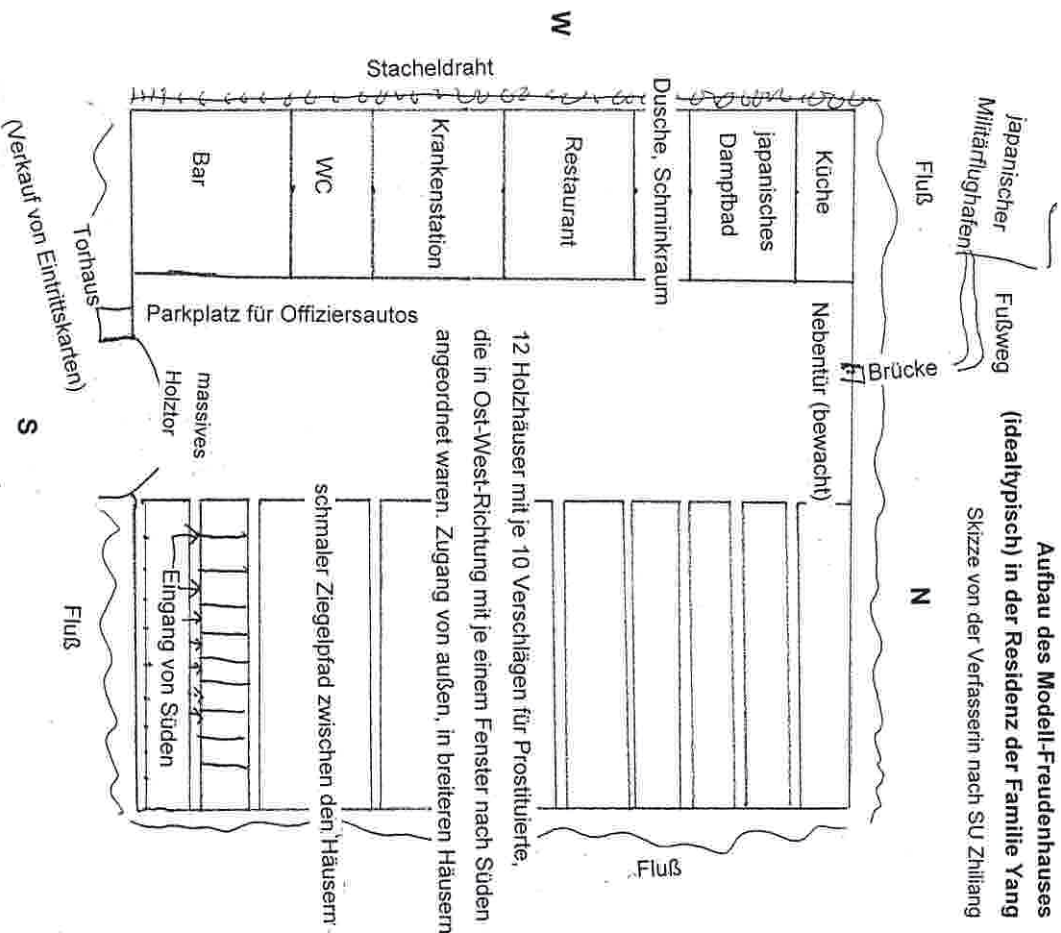 Aufbau des Modell-Freudenhauses
(idealtypisch) in der Residenz der Familie Yang
Skizze von der Verfasserin nach SU Zhiliang
N
japanischer
Militärflughafen
Fußweg
Fluß
Brücke
Nebentür (bewacht)
W
Stacheldraht
Küche
japanisches
Dampfbad
Dusche, Schminkraum
Restaurant
Krankenstation
WC
Bar
12 Holzhäuser mit je 10 Verschlägen für Prostituierte,
die in Ost-West-Richtung mit je einem Fenster nach Süden
angeordnet waren. Zugang von außen, in breiteren Häusern
schmaler Ziegelpfad zwischen den Häusern
Fluß
Parkplatz für Offiziersautos
massives
Holztor
Eingang von Süden
Torhaus
(Verkauf von Eintrittskarten)
Fluß
S